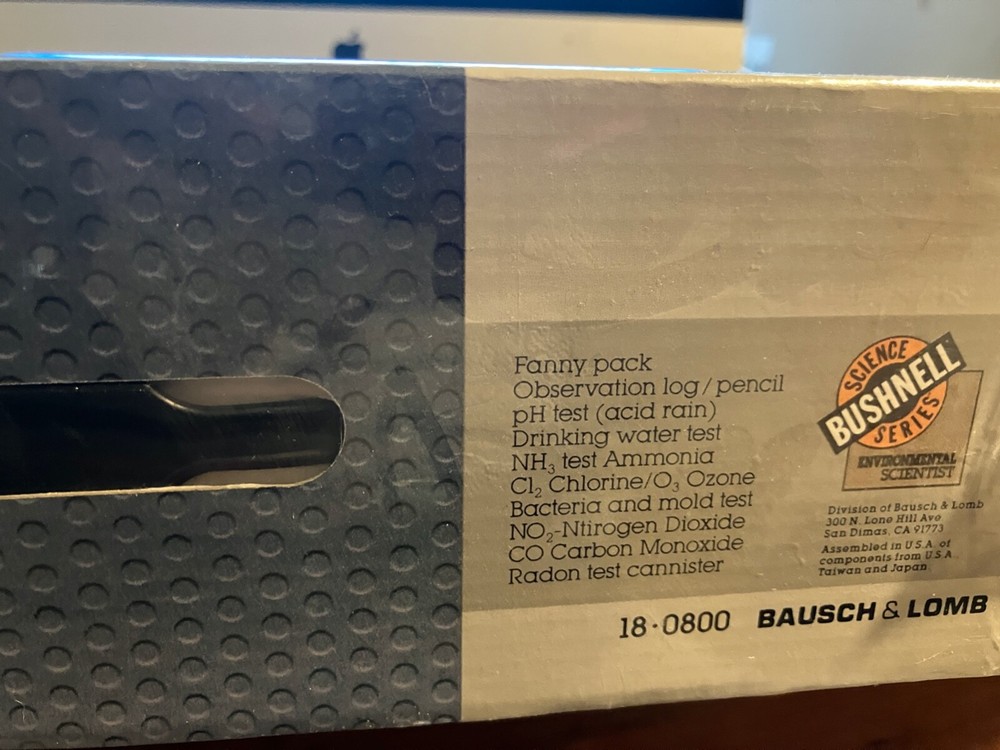 Fanny pack
Observation log/pencil
pH test (acid rain)
Drinking water test
NH₃ test Ammonia
Cl₂ Chlorine/O₃ Ozone
Bacteria and mold test
NO₂-Ntirogen Dioxide
CO Carbon Monoxide
Radon test cannister
SCIENCE
BUSHNELL
SERIES
ENVIRONMENTAL
SCIENTIST
Division of Bausch & Lomb
300 N. Lone Hill Ave
San Dimas, CA 91773
Assembled in U.S.A. of
components from U.S.A.
Taiwan and Japan
18·0800 BAUSCH & LOMB